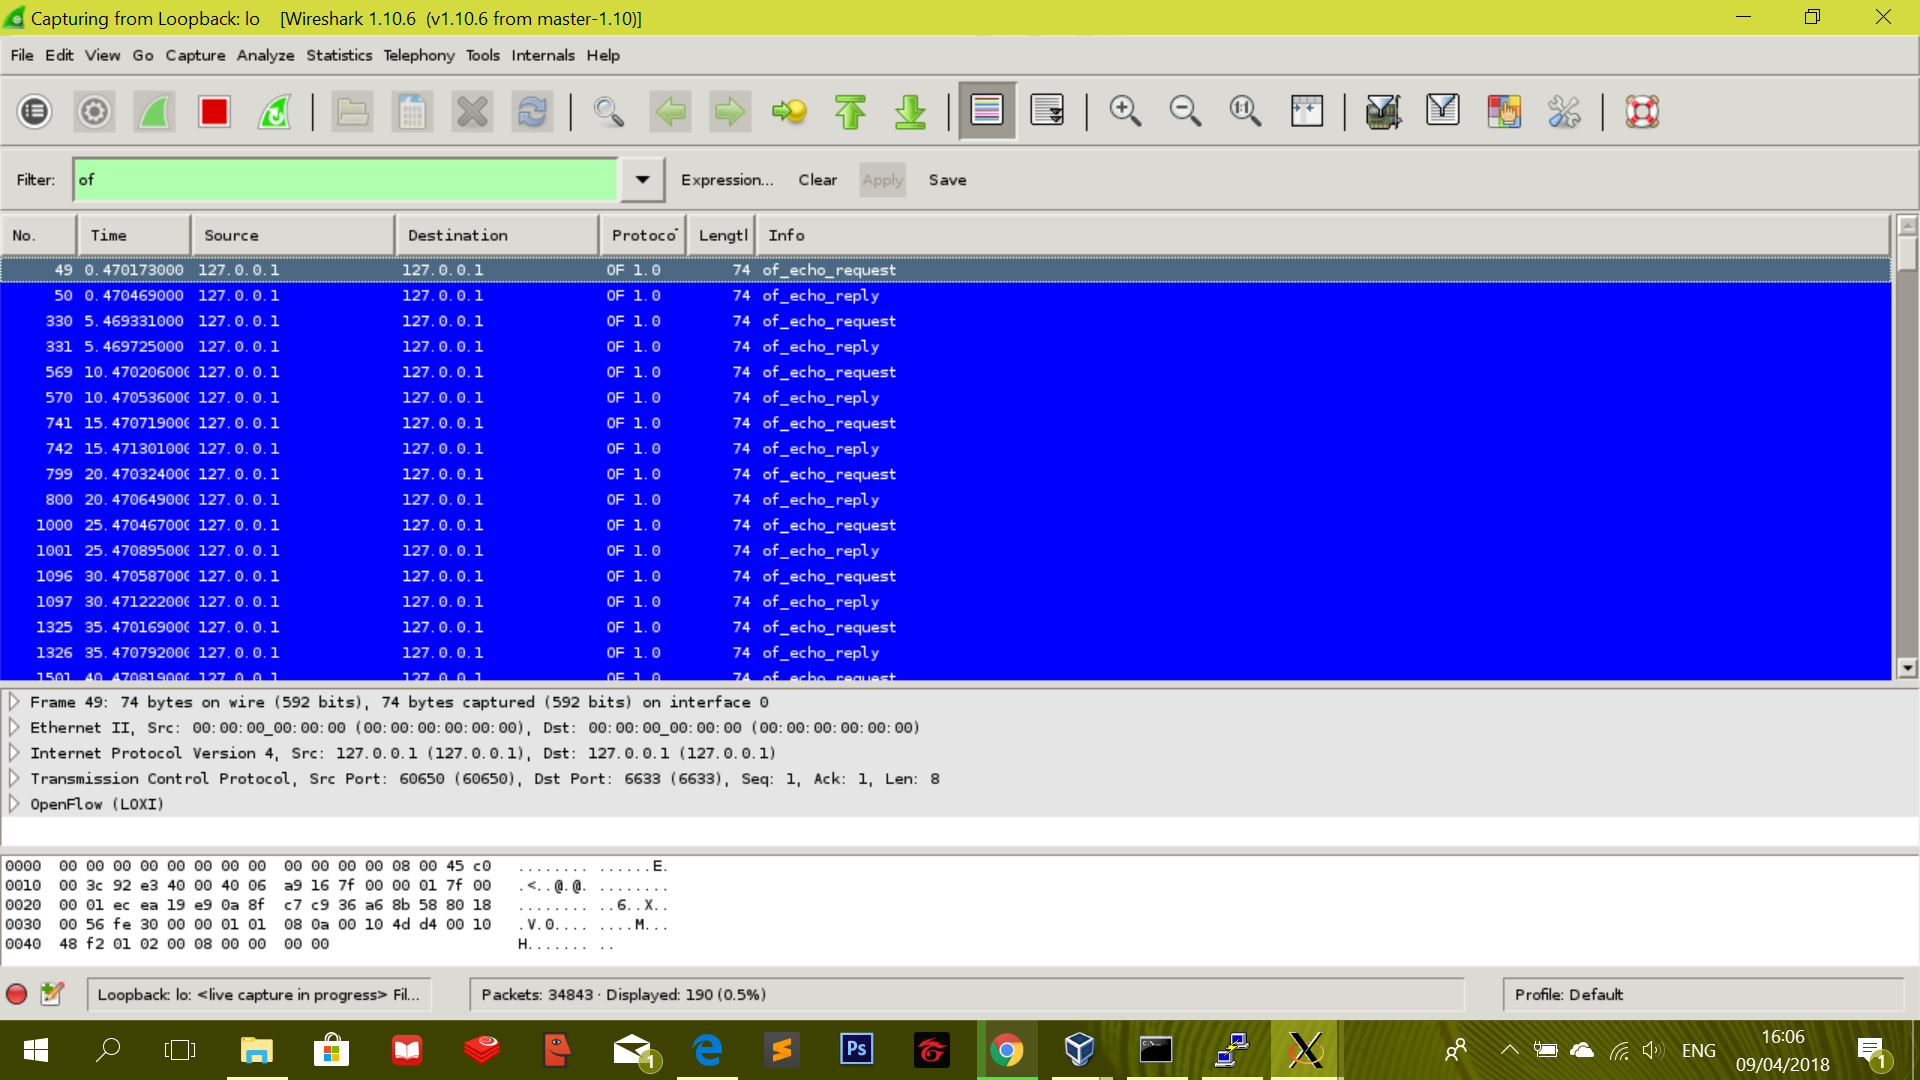 Capturing from Loopback: lo [Wireshark 1.10.6 (v1.10.6 from master-1.10)]
File Edit View Go Capture Analyze Statistics Telephony Tools Internals Help
Filter: of Expression... Clear Apply Save
No. Time Source Destination Protoco Lengtl Info
49 0.470173000 127.0.0.1 127.0.0.1 OF 1.0 74 of_echo_request
50 0.470469000 127.0.0.1 127.0.0.1 OF 1.0 74 of_echo_reply
330 5.469331000 127.0.0.1 127.0.0.1 OF 1.0 74 of_echo_request
331 5.469725000 127.0.0.1 127.0.0.1 OF 1.0 74 of_echo_reply
569 10.470206000 127.0.0.1 127.0.0.1 OF 1.0 74 of_echo_request
570 10.470536000 127.0.0.1 127.0.0.1 OF 1.0 74 of_echo_reply
741 15.470719000 127.0.0.1 127.0.0.1 OF 1.0 74 of_echo_request
742 15.471301000 127.0.0.1 127.0.0.1 OF 1.0 74 of_echo_reply
799 20.470324000 127.0.0.1 127.0.0.1 OF 1.0 74 of_echo_request
800 20.470649000 127.0.0.1 127.0.0.1 OF 1.0 74 of_echo_reply
1000 25.470467000 127.0.0.1 127.0.0.1 OF 1.0 74 of_echo_request
1001 25.470895000 127.0.0.1 127.0.0.1 OF 1.0 74 of_echo_reply
1096 30.470587000 127.0.0.1 127.0.0.1 OF 1.0 74 of_echo_request
1097 30.471222000 127.0.0.1 127.0.0.1 OF 1.0 74 of_echo_reply
1325 35.470169000 127.0.0.1 127.0.0.1 OF 1.0 74 of_echo_request
1326 35.470792000 127.0.0.1 127.0.0.1 OF 1.0 74 of_echo_reply
1501 40.470819000 127.0.0.1 127.0.0.1 OF 1.0 74 of_echo_request
Frame 49: 74 bytes on wire (592 bits), 74 bytes captured (592 bits) on interface 0
Ethernet II, Src: 00:00:00_00:00:00 (00:00:00:00:00:00), Dst: 00:00:00_00:00:00 (00:00:00:00:00:00)
Internet Protocol Version 4, Src: 127.0.0.1 (127.0.0.1), Dst: 127.0.0.1 (127.0.0.1)
Transmission Control Protocol, Src Port: 60650 (60650), Dst Port: 6633 (6633), Seq: 1, Ack: 1, Len: 8
OpenFlow (LOXI)
0000 00 00 00 00 00 00 00 00 00 00 00 00 08 00 45 c0 ........ ......E.
0010 00 3c 92 e3 40 00 40 06 a9 16 7f 00 00 01 7f 00 .<..@.@. ........
0020 00 01 ec ea 19 e9 0a 8f c7 c9 36 a6 8b 58 80 18 ........ ..6..X..
0030 00 56 fe 30 00 00 01 01 08 0a 00 10 4d d4 00 10 .V.0.... ....M...
0040 48 f2 01 02 00 08 00 00 00 00 H....... ..
Loopback: lo: <live capture in progress> Fil... Packets: 34843 · Displayed: 190 (0.5%) Profile: Default
1 Ps ENG 16:06 1
09/04/2018